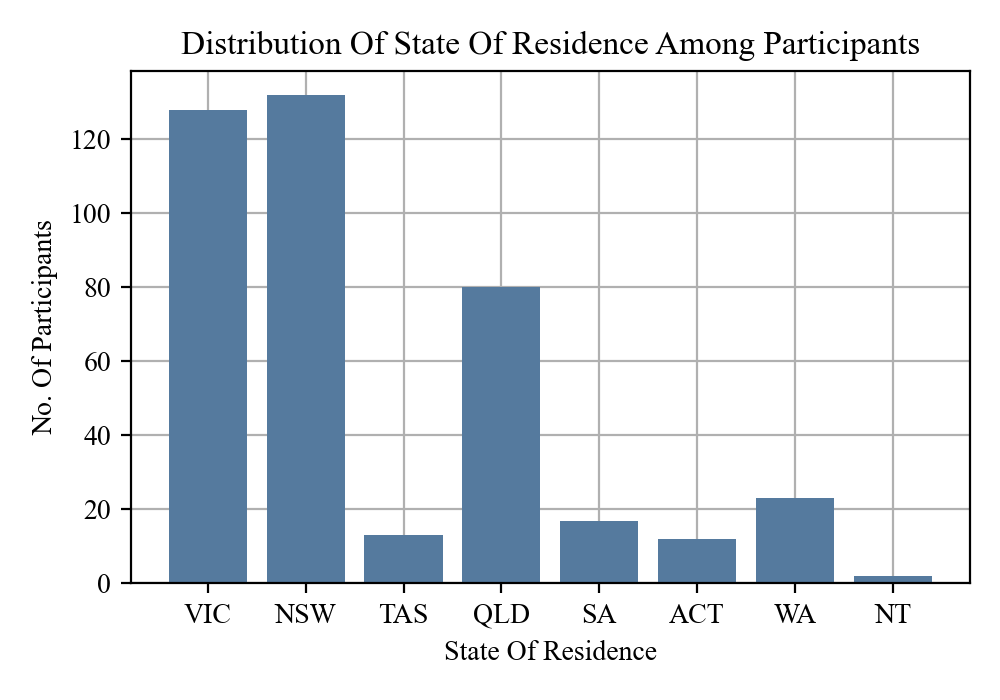 Distribution Of State Of Residence Among Participants
No. Of Participants
120
100
80
60
40
20
0
VIC NSW TAS QLD SA ACT WA NT
State Of Residence